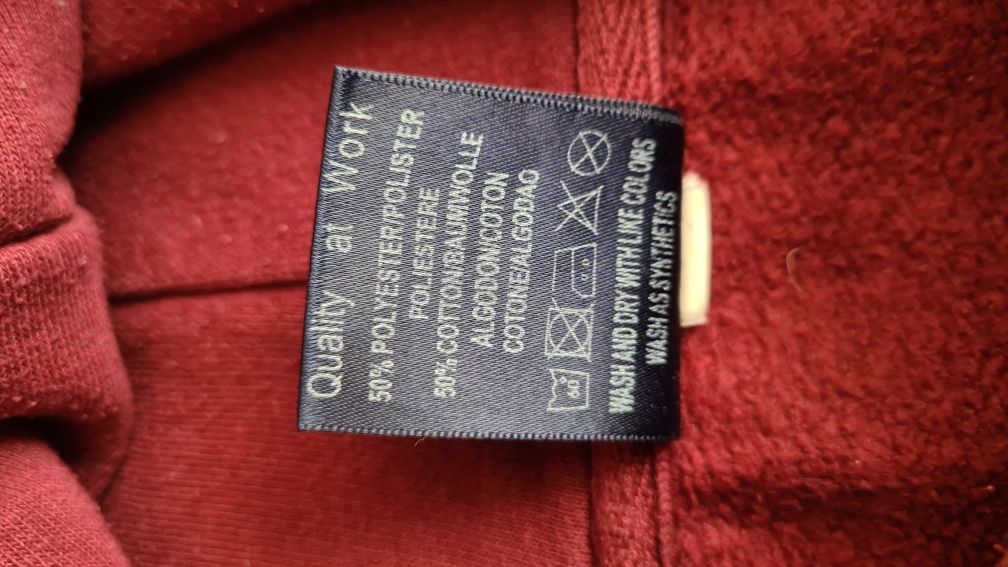 Quality at Work
50% POLYESTER/POLISTER
POLIESTERE
50% COTTON/BAUMWOLLE
ALGODON/COTON
COTONE/ALGODAO
60
WASH AND DRY WITH LIKE COLORS
WASH AS SYNTHETICS